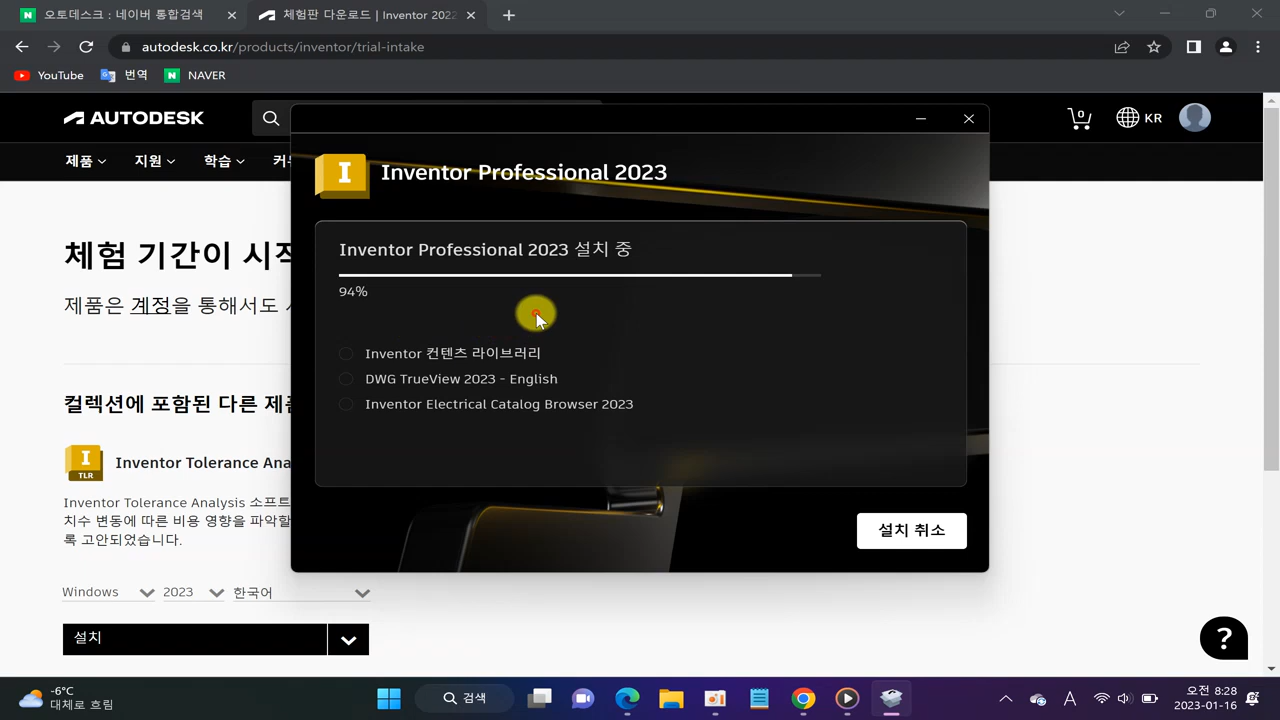 오토데스크 : 네이버 통합검색
체험판 다운로드 | Inventor 2022
autodesk.co.kr/products/inventor/trial-intake
YouTube
번역
N NAVER
AUTODESK
0
KR
제품
지원
학습
체험 기간이
제품은 계정을 통해서도
컬렉션에 포함된 다른
I TLR
Inventor Tolerance Ana
Inventor Tolerance Analysis 소프트
치수 변동에 따른 비용 영향을 파악할
록 고안되었습니다.
Windows
2023
한국어
설치
I
Inventor Professional 2023
Inventor Professional 2023 설치 중
94%
Inventor 컨텐츠 라이브러리
DWG TrueView 2023 - English
Inventor Electrical Catalog Browser 2023
설치 취소
?
-6°C
대체로 흐림
검색
A
오전 8:28
2023-01-16